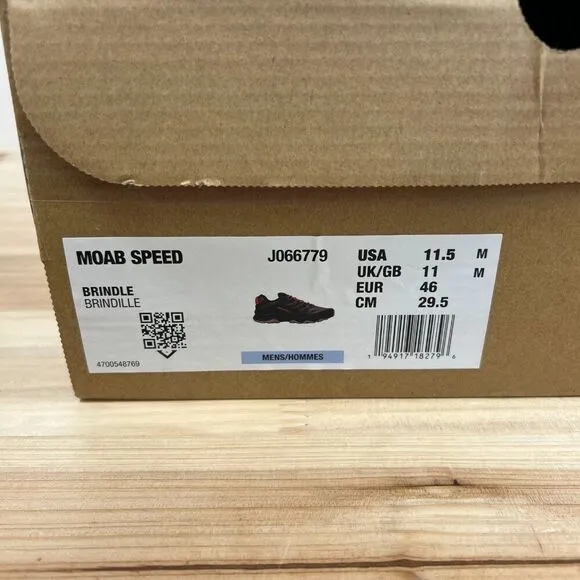 MOAB SPEED J066779
BRINDLE
BRINDILLE
4700548769
MENS/HOMMES
USA 11.5 M
UK/GB 11 M
EUR 46
CM 29.5
1 94917 18279 6